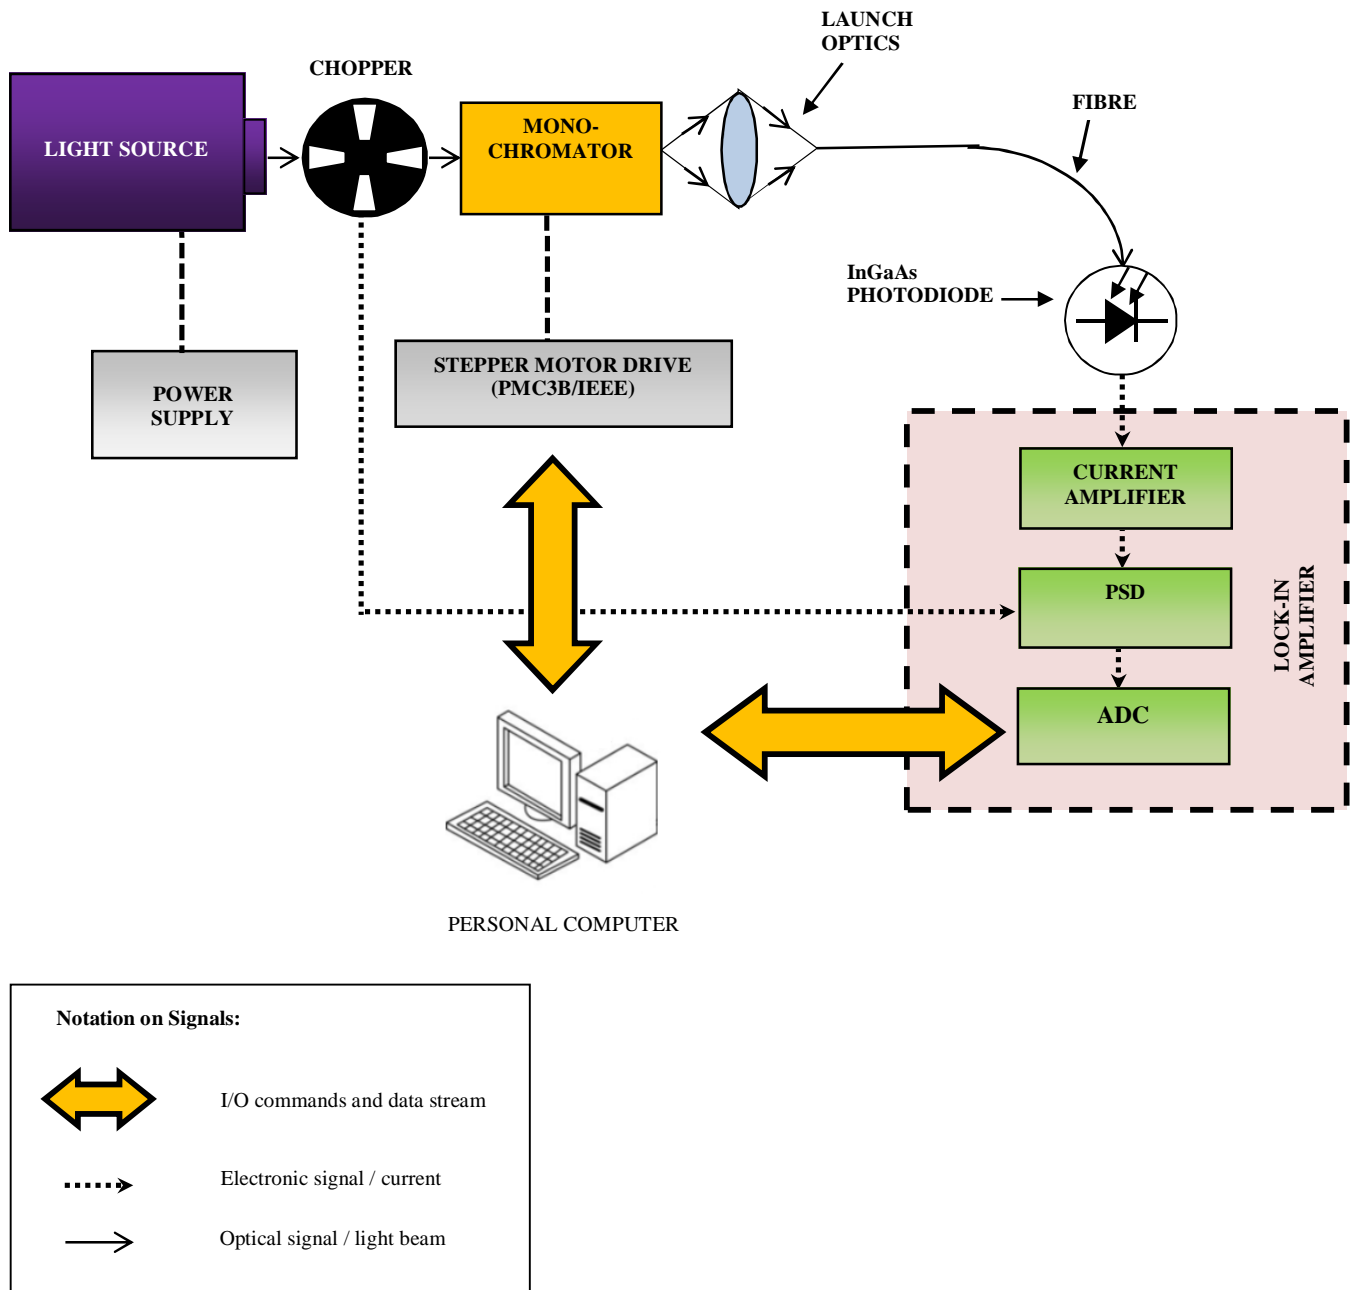 LAUNCH
OPTICS
CHOPPER
FIBRE
LIGHT SOURCE
MONO-
CHROMATOR
InGaAs
PHOTODIODE
POWER
SUPPLY
STEPPER MOTOR DRIVE
(PMC3B/IEEE)
CURRENT
AMPLIFIER
PSD
LOCK-IN
AMPLIFIER
ADC
PERSONAL COMPUTER
Notation on Signals:
I/O commands and data stream
Electronic signal / current
Optical signal / light beam